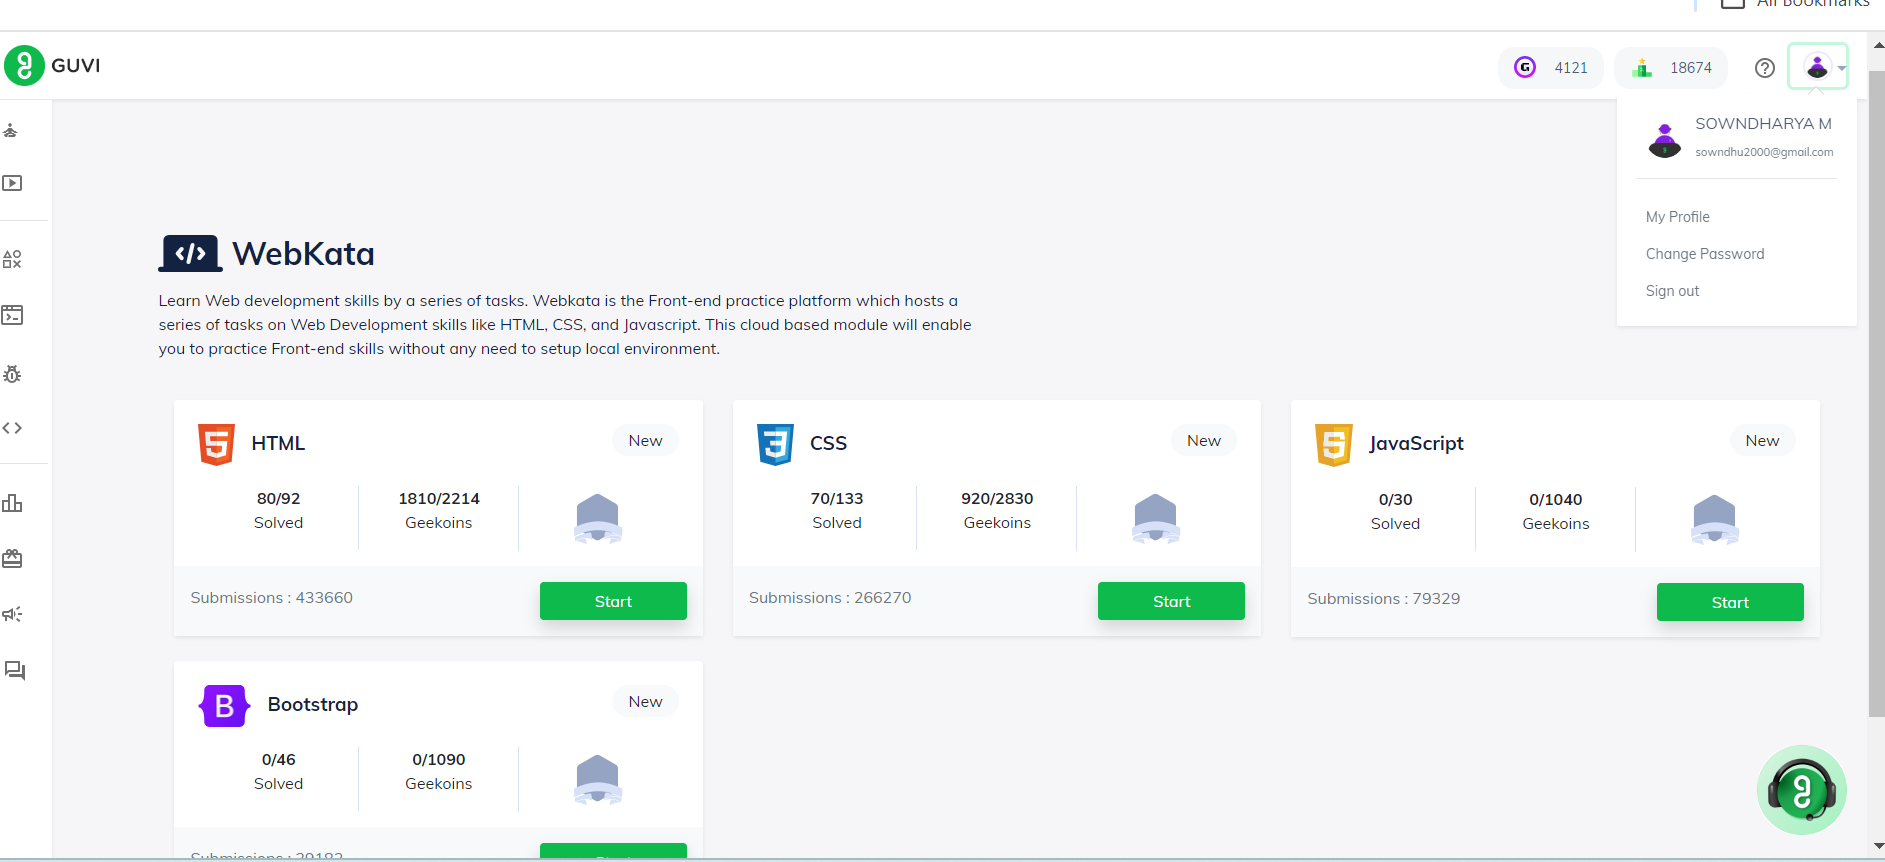 All Bookmarks
GUVI
4121
18674
SOWNDHARYA M
sowndhu2000@gmail.com
My Profile
Change Password
Sign out
WebKata
Learn Web development skills by a series of tasks. Webkata is the Front-end practice platform which hosts a
series of tasks on Web Development skills like HTML, CSS, and Javascript. This cloud based module will enable
you to practice Front-end skills without any need to setup local environment.
HTML
New
80/92
Solved
1810/2214
Geekoins
Submissions : 433660
Start
CSS
New
70/133
Solved
920/2830
Geekoins
Submissions : 266270
Start
JavaScript
New
0/30
Solved
0/1040
Geekoins
Submissions : 79329
Start
B
Bootstrap
New
0/46
Solved
0/1090
Geekoins
Submissions : 29183